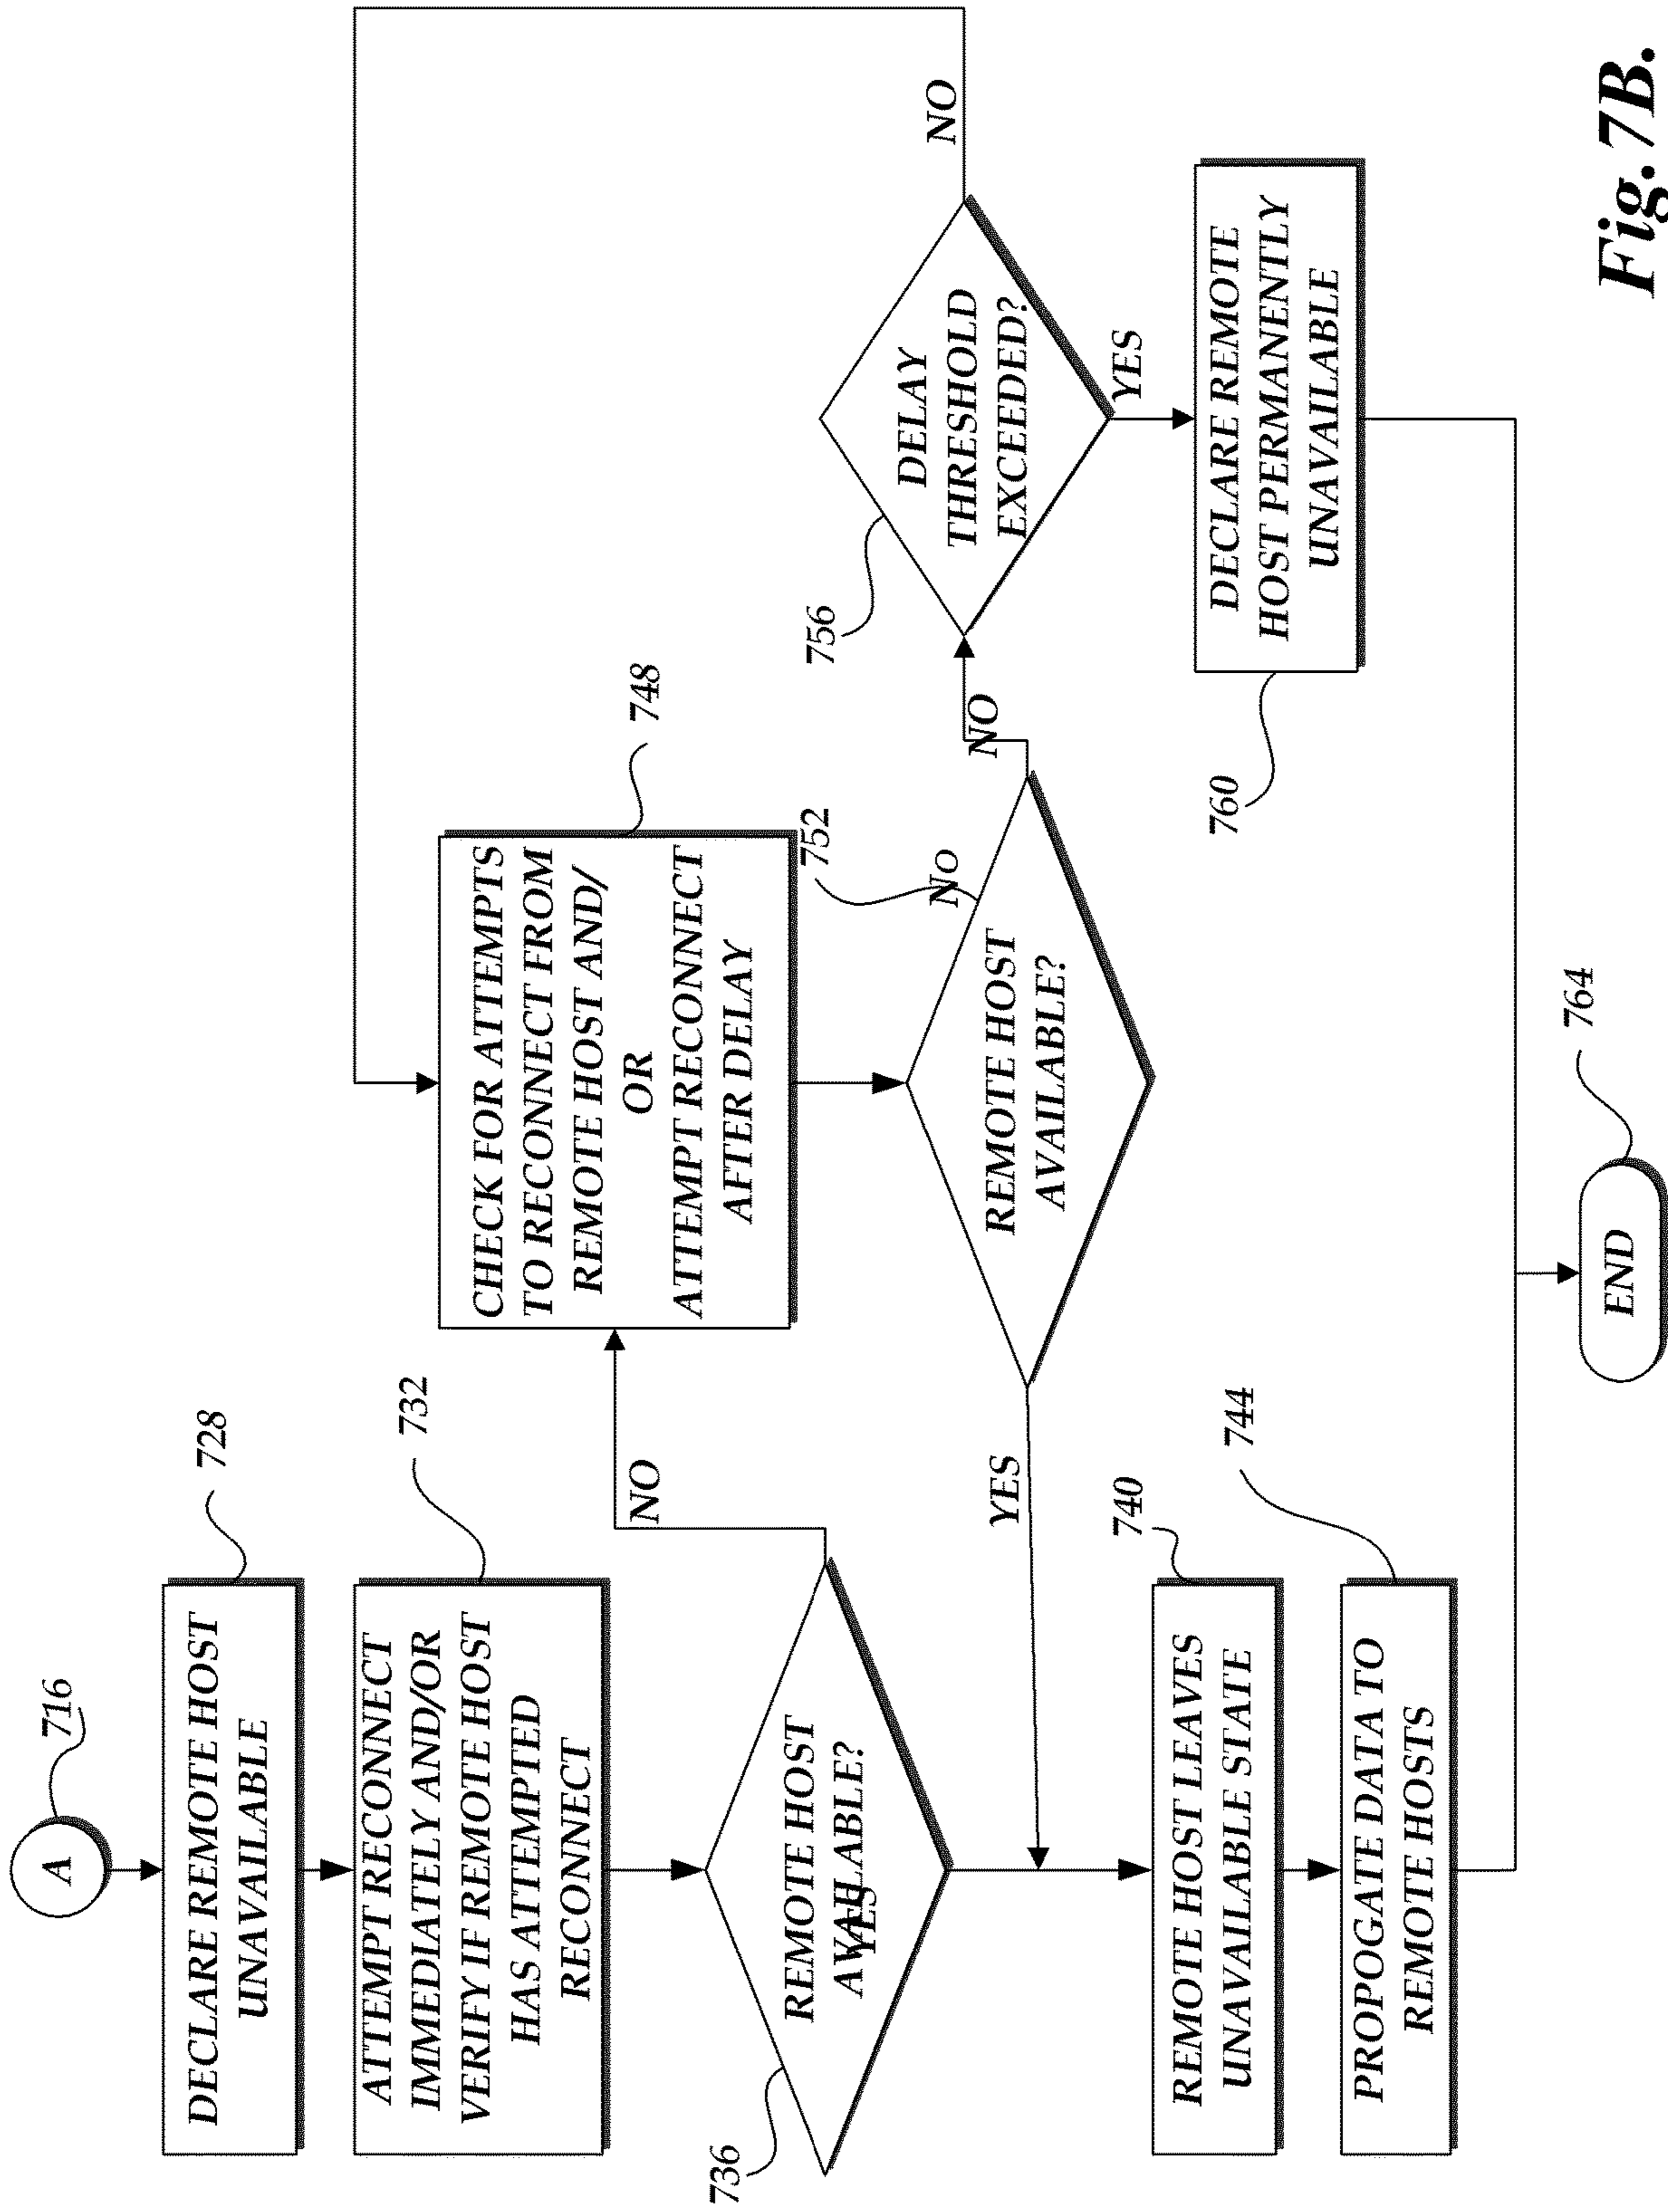 A
716
DECLARE REMOTE HOST
UNAVAILABLE
728
ATTEMPT RECONNECT
IMMEDIATELY AND/OR
VERIFY IF REMOTE HOST
HAS ATTEMPTED
RECONNECT
732
REMOTE HOST
AVAILABLE?
YES
736
NO
CHECK FOR ATTEMPTS
TO RECONNECT FROM
REMOTE HOST AND/
OR
ATTEMPT RECONNECT
AFTER DELAY
748
752
NO
REMOTE HOST
AVAILABLE?
YES
NO
756
DELAY
THRESHOLD
EXCEEDED?
NO
YES
DECLARE REMOTE
HOST PERMANENTLY
UNAVAILABLE
760
REMOTE HOST LEAVES
UNAVAILABLE STATE
740
PROPOGATE DATA TO
REMOTE HOSTS
744
END
764
Fig.7B.